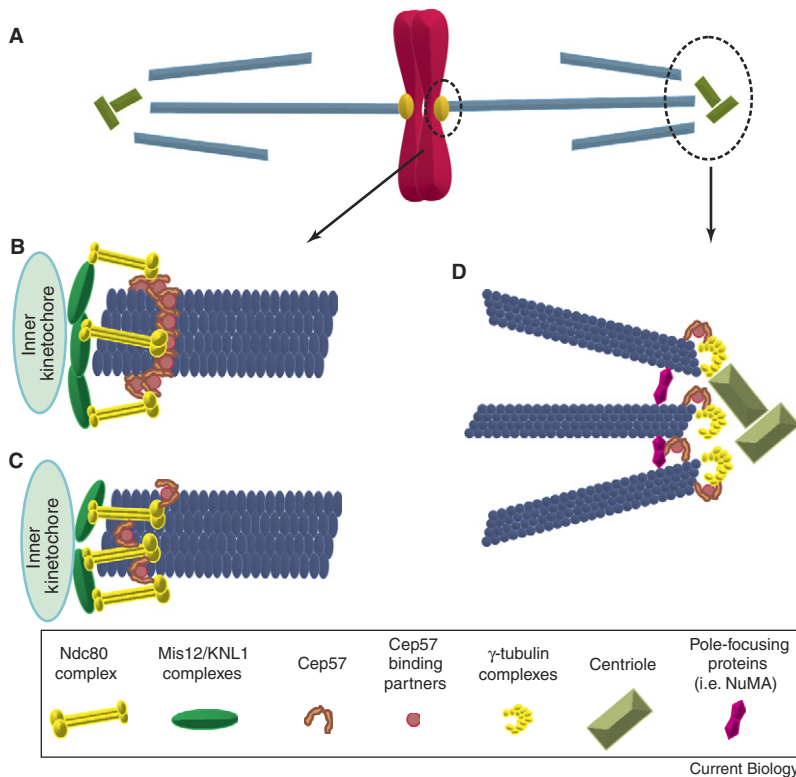 A
B
Inner
kinetochore
D
C
Inner
kinetochore
Ndc80
complex
Mis12/KNL1
complexes
Cep57
Cep57
binding
partners
γ-tubulin
complexes
Centriole
Pole-focusing
proteins
(i.e. NuMA)
Current Biology